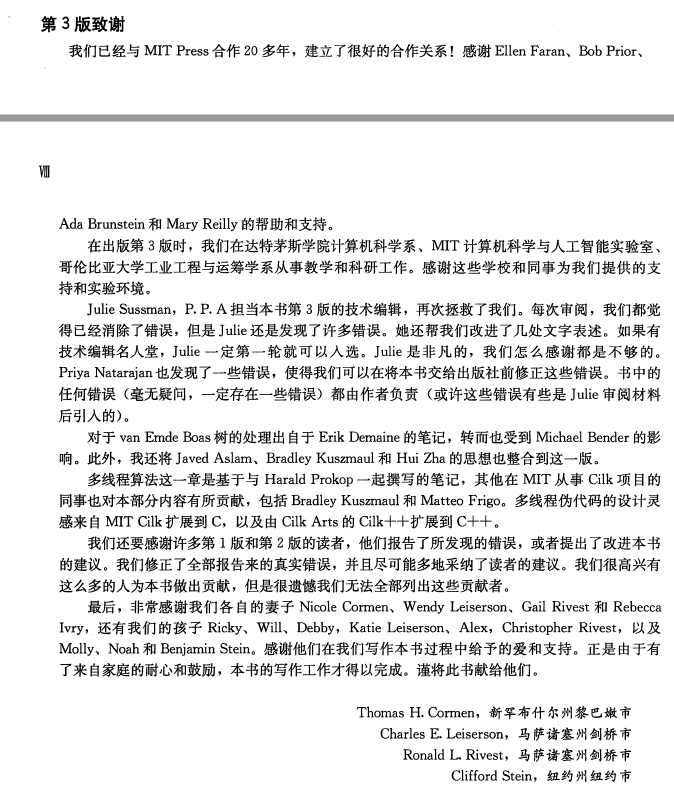 第3版致谢
我们已经与 MIT Press 合作 20 多年，建立了很好的合作关系！感谢 Ellen Faran、Bob Prior、
Ⅷ
Ada Brunstein 和 Mary Reilly 的帮助和支持。
在出版第 3 版时，我们在达特茅斯学院计算机科学系、MIT 计算机科学与人工智能实验室、
哥伦比亚大学工业工程与运筹学系从事教学和科研工作。感谢这些学校和同事为我们提供的支
持和实验环境。
Julie Sussman，P. P. A 担当本书第 3 版的技术编辑，再次拯救了我们。每次审阅，我们都觉
得已经消除了错误，但是 Julie 还是发现了许多错误。她还帮我们改进了几处文字表述。如果有
技术编辑名人堂，Julie 一定第一轮就可以入选。Julie 是非凡的，我们怎么感谢都是不够的。
Priya Natarajan 也发现了一些错误，使得我们可以在将本书交给出版社前修正这些错误。书中的
任何错误（毫无疑问，一定存在一些错误）都由作者负责（或许这些错误有些是 Julie 审阅材料
后引入的）。
对于 van Emde Boas 树的处理出自于 Erik Demaine 的笔记，转而也受到 Michael Bender 的影
响。此外，我还将 Javed Aslam、Bradley Kuszmaul 和 Hui Zha 的思想也整合到这一版。
多线程算法这一章是基于与 Harald Prokop 一起撰写的笔记，其他在 MIT 从事 Cilk 项目的
同事也对本部分内容有所贡献，包括 Bradley Kuszmaul 和 Matteo Frigo。多线程伪代码的设计灵
感来自 MIT Cilk 扩展到 C，以及由 Cilk Arts 的 Cilk++扩展到 C++。
我们还要感谢许多第 1 版和第 2 版的读者，他们报告了所发现的错误，或者提出了改进本书
的建议。我们修正了全部报告来的真实错误，并且尽可能多地采纳了读者的建议。我们很高兴有
这么多的人为本书做出贡献，但是很遗憾我们无法全部列出这些贡献者。
最后，非常感谢我们各自的妻子 Nicole Cormen、Wendy Leiserson、Gail Rivest 和 Rebecca
Ivry，还有我们的孩子 Ricky、Will、Debby，Katie Leiserson、Alex，Christopher Rivest，以及
Molly、Noah 和 Benjamin Stein。感谢他们在我们写作本书过程中给予的爱和支持。正是由于有
了来自家庭的耐心和鼓励，本书的写作工作才得以完成。谨将此书献给他们。
Thomas H. Cormen，新罕布什尔州黎巴嫩市
Charles E. Leiserson，马萨诸塞州剑桥市
Ronald L. Rivest，马萨诸塞州剑桥市
Clifford Stein，纽约州纽约市